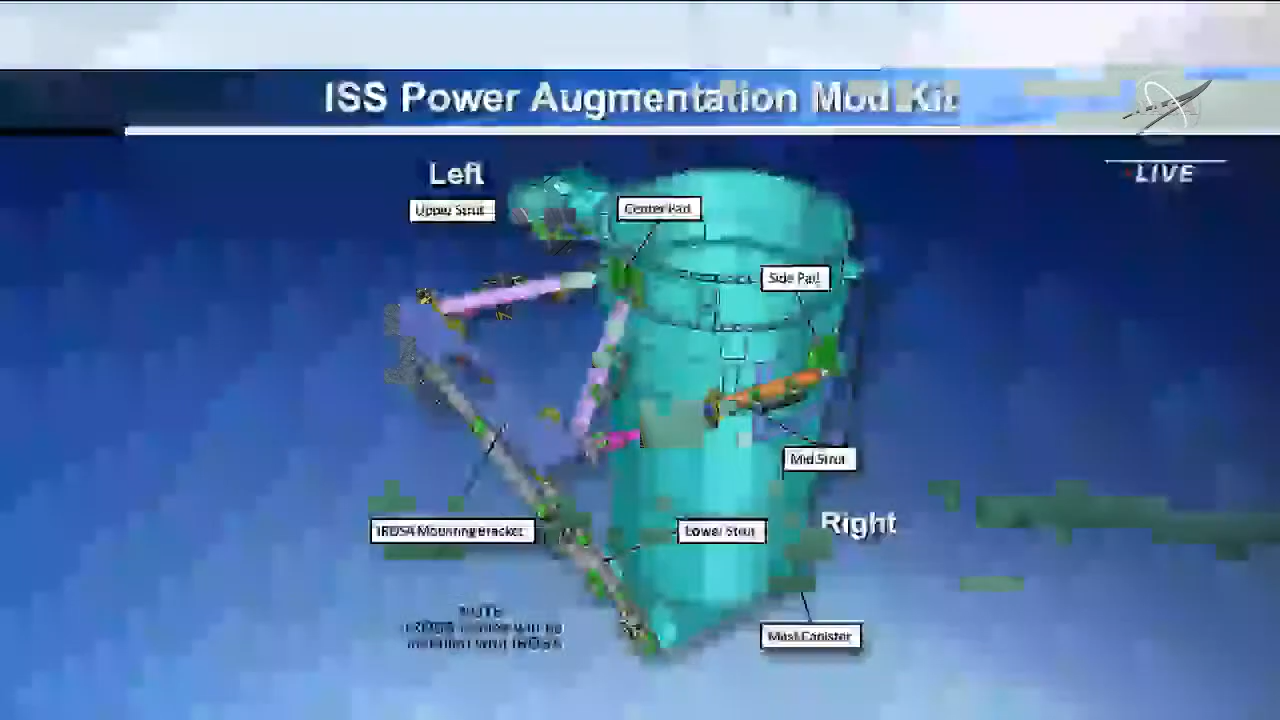 ISS Power Augmentation Mod Kit
LIVE
Left
Upper Strut
Center Pad
Side Pad
Mid Strut
IROSA Mounting Bracket
Lower Strut
Right
NOTE
Mast Canister